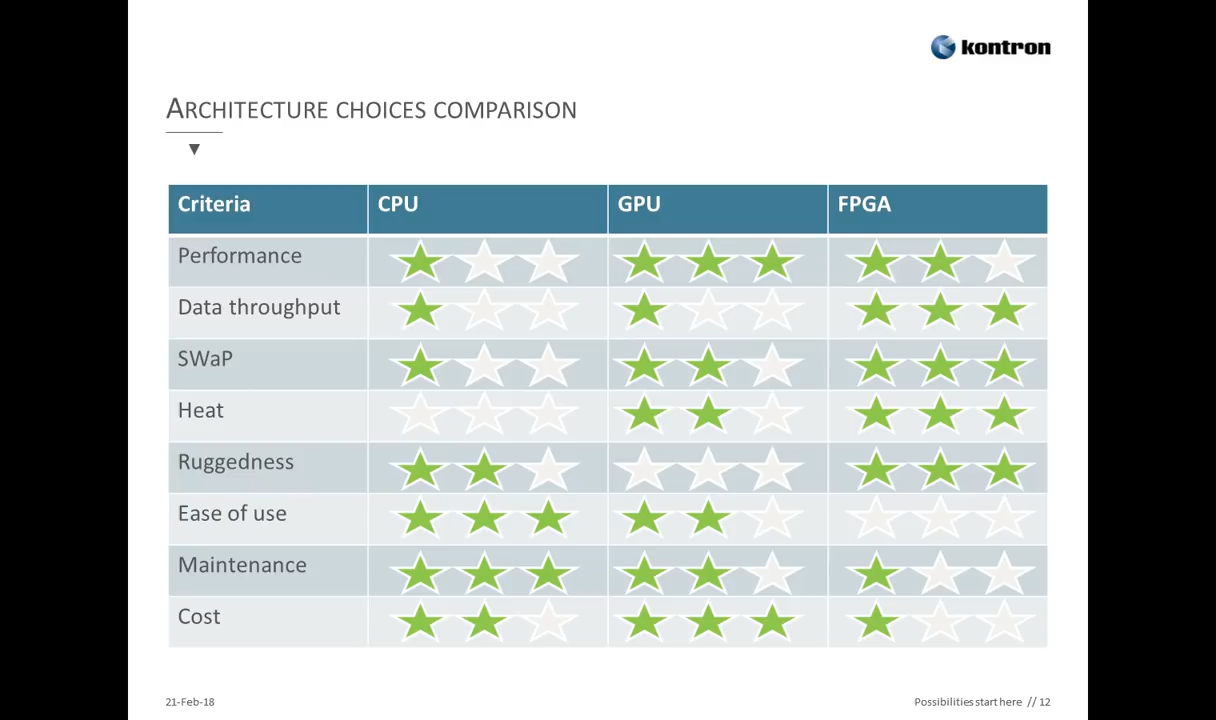 kontron
ARCHITECTURE CHOICES COMPARISON
Criteria CPU GPU FPGA
Performance
Data throughput
SWaP
Heat
Ruggedness
Ease of use
Maintenance
Cost
21-Feb-18 Possibilities start here // 12